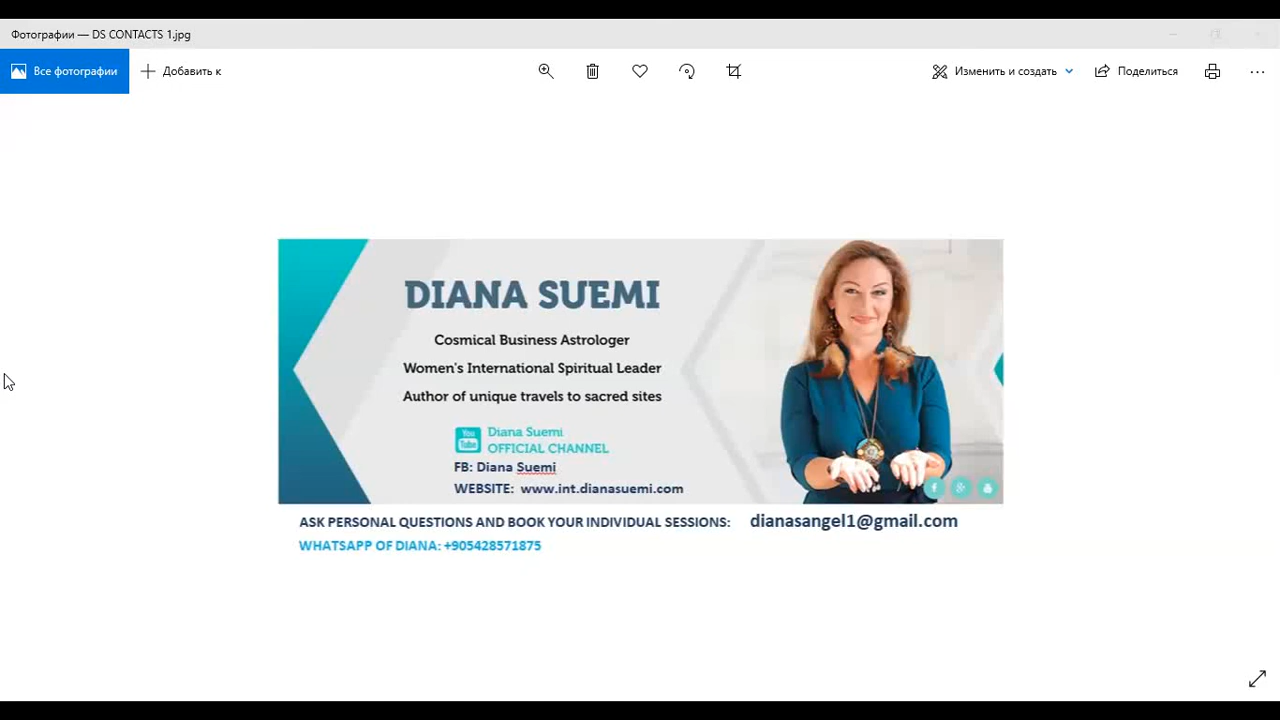 Фотографии — DS CONTACTS 1.jpg
Все фотографии
Добавить к
Изменить и создать
Поделиться
DIANA SUEMI
Cosmical Business Astrologer
Women's International Spiritual Leader
Author of unique travels to sacred sites
You Tube
Diana Suemi
OFFICIAL CHANNEL
FB: Diana Suemi
WEBSITE: www.int.dianasuemi.com
ASK PERSONAL QUESTIONS AND BOOK YOUR INDIVIDUAL SESSIONS: dianasangel1@gmail.com
WHATSAPP OF DIANA: +905428571875